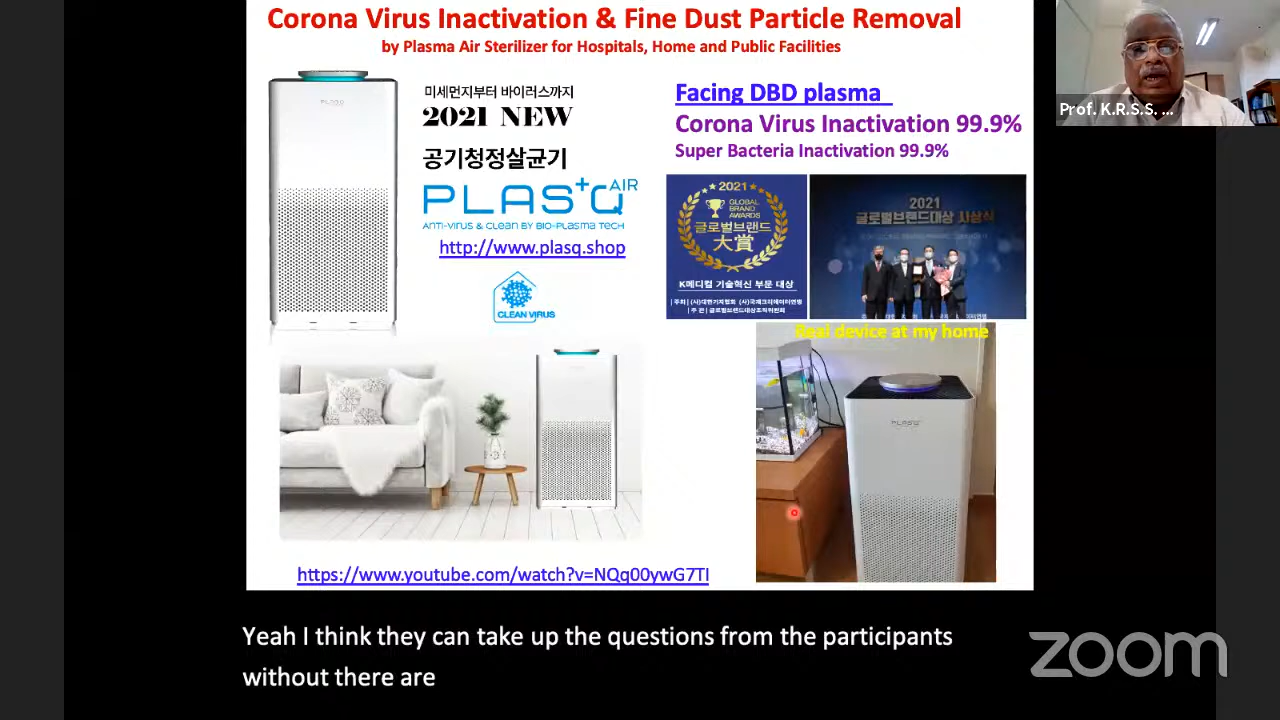 Corona Virus Inactivation & Fine Dust Particle Removal
by Plasma Air Sterilizer for Hospitals, Home and Public Facilities
Prof. K.R.S.S. ...
PLASQ
미세먼지부터 바이러스까지
2021 NEW
공기청정살균기
PLAS+Q AIR
ANTI-VIRUS & CLEAN BY BIO-PLASMA TECH
http://www.plasq.shop
CLEAN VIRUS
Facing DBD plasma
Corona Virus Inactivation 99.9%
Super Bacteria Inactivation 99.9%
2021
GLOBAL
BRAND
AWARDS
글로벌브랜드
大賞
K메디컬 기술혁신 부문 대상
2021
글로벌브랜드대상 시상식
Real device at my home
PLASQ
https://www.youtube.com/watch?v=NQq00ywG7TI
Yeah I think they can take up the questions from the participants
without there are
zoom